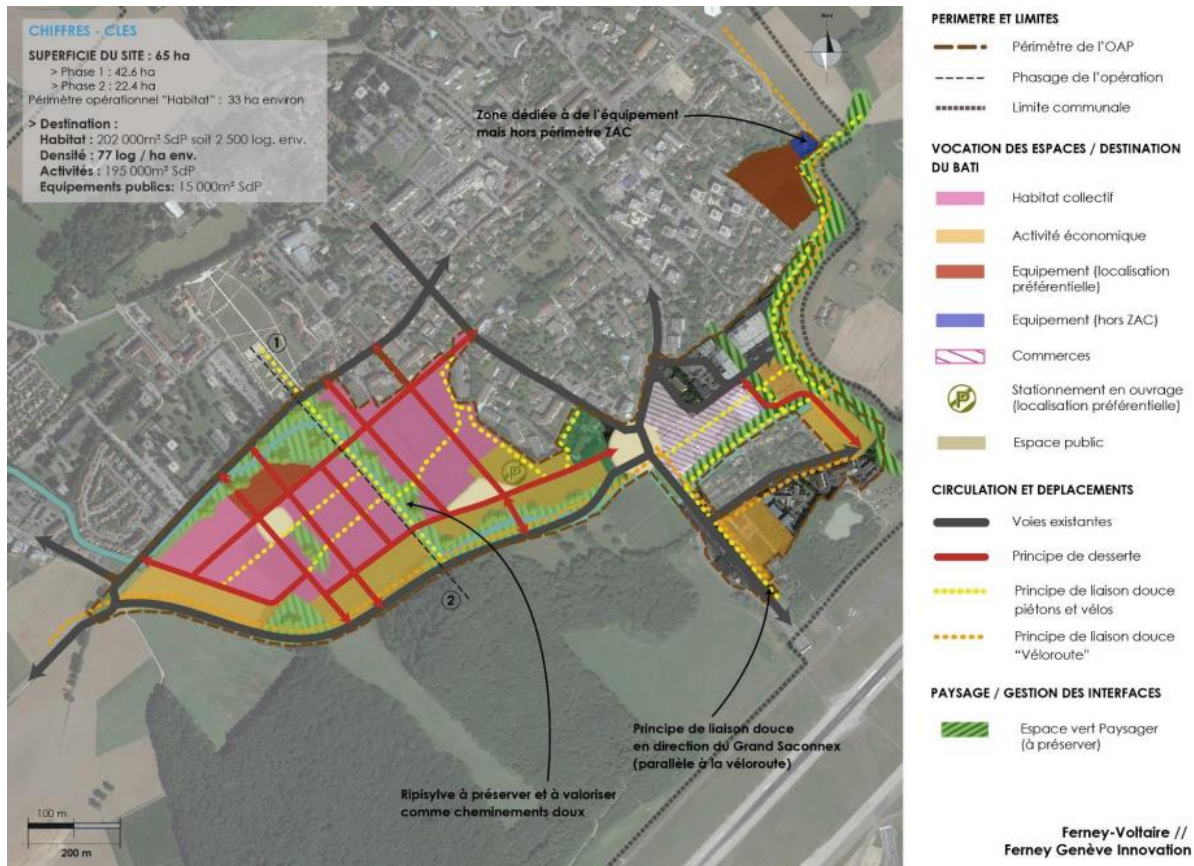 CHIFFRES - CLES
SUPERFICIE DU SITE : 65 ha
> Phase 1 : 42.6 ha
> Phase 2 : 22.4 ha
Périmètre opérationnel "Habitat" : 33 ha environ
> Destination :
Habitat : 202 000m² SdP soit 2 500 log. env.
Densité : 77 log / ha env.
Activités : 195 000m² SdP
Equipements publics: 15 000m² SdP
Nord
Zone dédiée à de l'équipement
mais hors périmètre ZAC
1
P
2
Principe de liaison douce
en direction du Grand Saconnex
(parallèle à la véloroute)
Ripisylve à préserver et à valoriser
comme cheminements doux
100 m
200 m
PERIMETRE ET LIMITES
Périmètre de l'OAP
Phasage de l'opération
Limite communale
VOCATION DES ESPACES / DESTINATION
DU BATI
Habitat collectif
Activité économique
Equipement (localisation
préférentielle)
Equipement (hors ZAC)
Commerces
P
Stationnement en ouvrage
(localisation préférentielle)
Espace public
CIRCULATION ET DEPLACEMENTS
Voies existantes
Principe de desserte
Principe de liaison douce
piétons et vélos
Principe de liaison douce
"Véloroute"
PAYSAGE / GESTION DES INTERFACES
Espace vert Paysager
(à préserver)
Ferney-Voltaire //
Ferney Genève Innovation